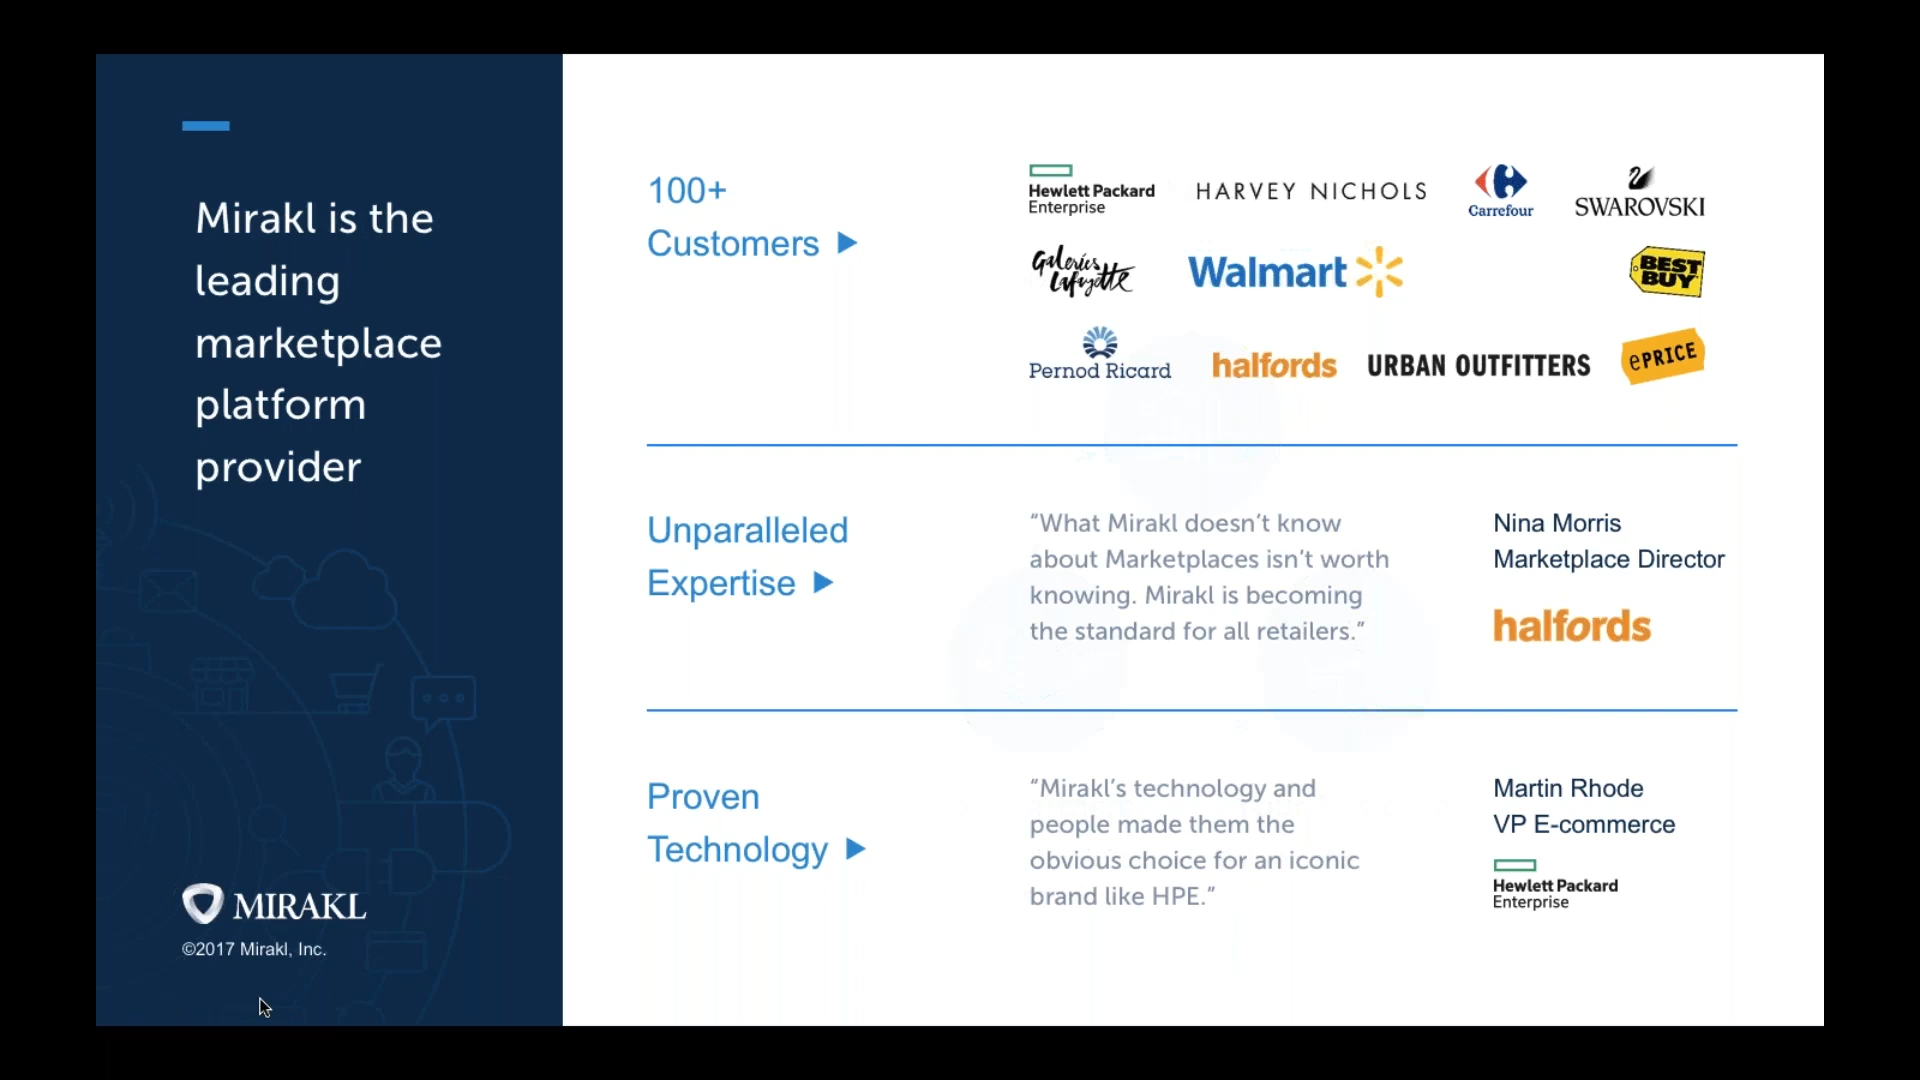 Mirakl is the
leading
marketplace
platform
provider
MIRAKL
©2017 Mirakl, Inc.
100+
Customers
Hewlett Packard
Enterprise
HARVEY NICHOLS
Carrefour
SWAROVSKI
Galeries
Lafayette
Walmart
BEST
BUY
Pernod Ricard
halfords
URBAN OUTFITTERS
ePRICE
Unparalleled
Expertise
“What Mirakl doesn’t know
about Marketplaces isn’t worth
knowing. Mirakl is becoming
the standard for all retailers.”
Nina Morris
Marketplace Director
halfords
Proven
Technology
“Mirakl’s technology and
people made them the
obvious choice for an iconic
brand like HPE.”
Martin Rhode
VP E-commerce
Hewlett Packard
Enterprise